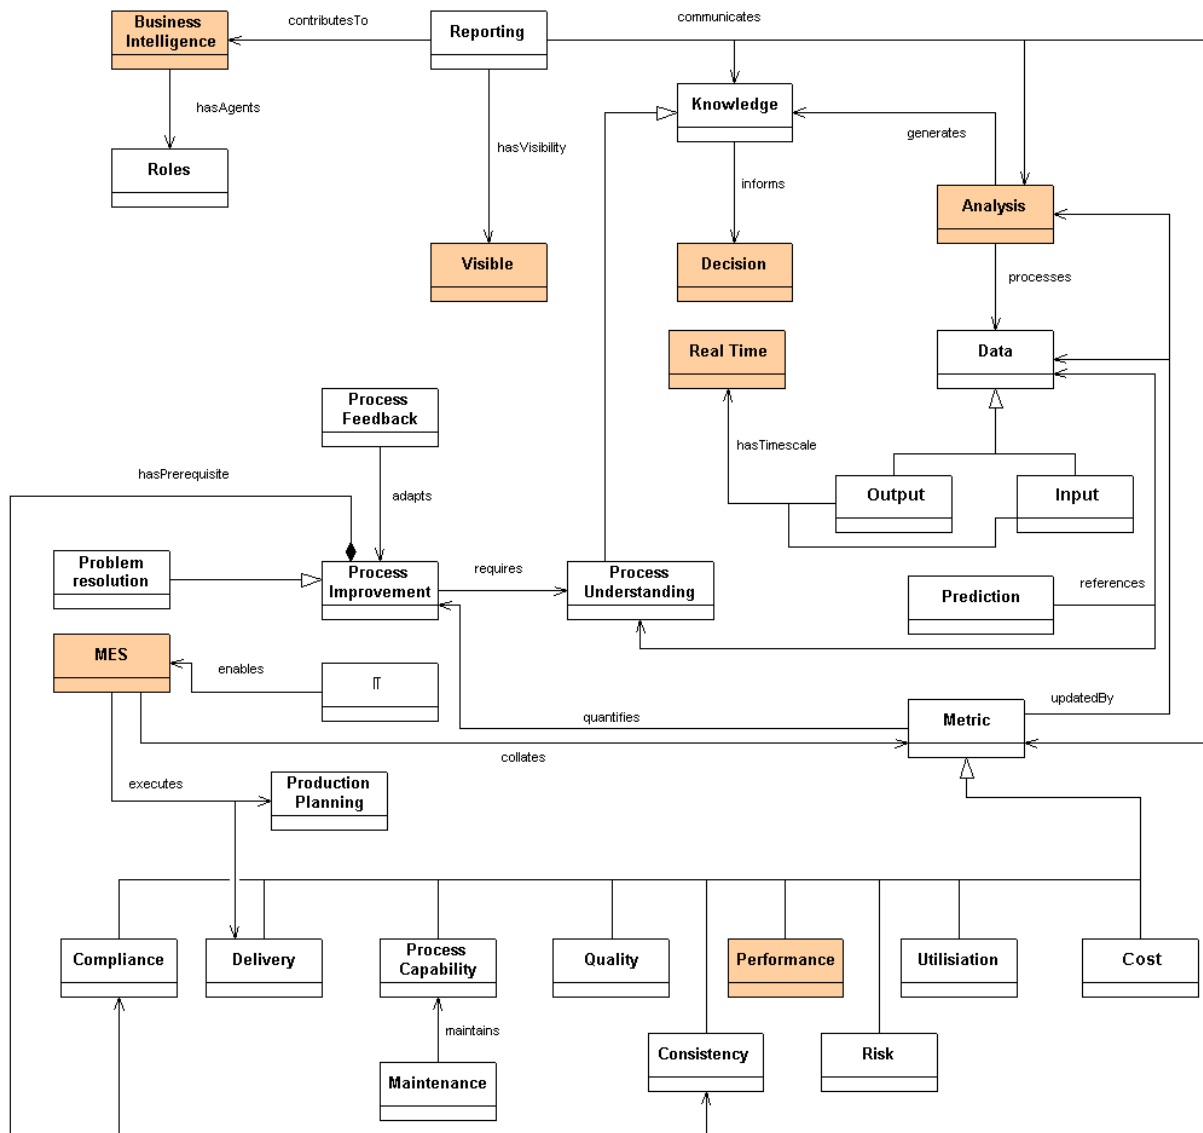 Business
Intelligence
contributesTo
Reporting
communicates
hasAgents
Knowledge
generates
hasVisibility
Roles
informs
Analysis
Visible
Decision
processes
Real Time
Data
Process
Feedback
hasTimescale
hasPrerequisite
adapts
Output
Input
Problem
resolution
Process
Improvement
requires
Process
Understanding
Prediction
references
MES
enables
IT
updatedBy
quantifies
Metric
collates
executes
Production
Planning
Compliance
Delivery
Process
Capability
Quality
Performance
Utilisiation
Cost
maintains
Consistency
Risk
Maintenance